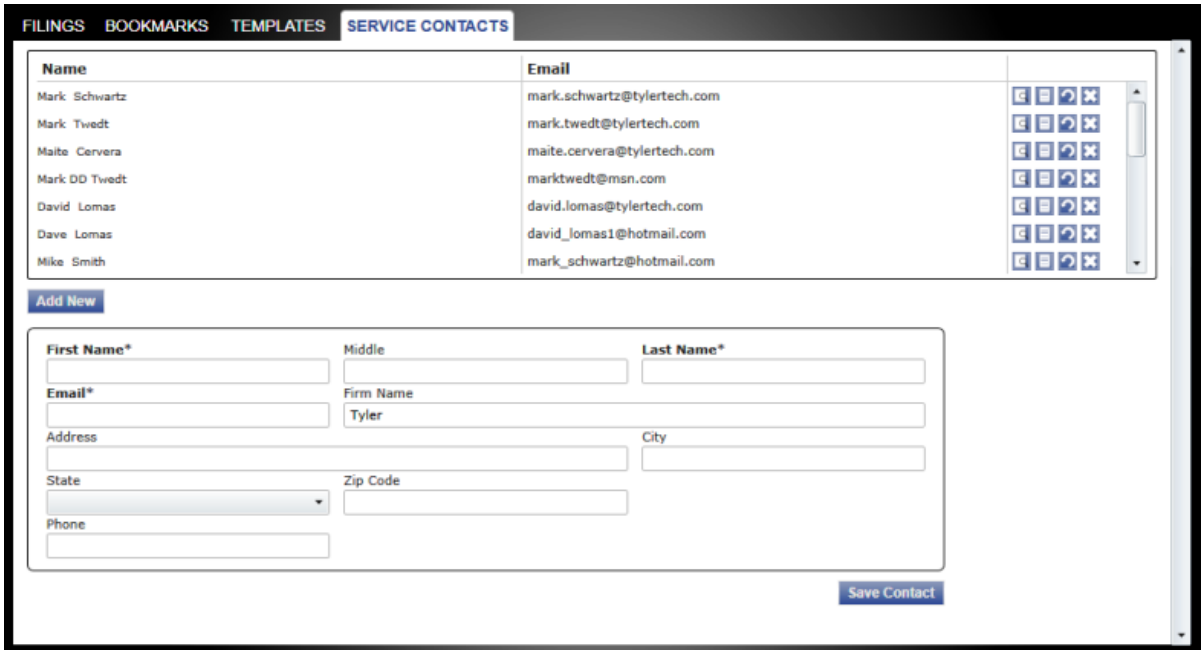 FILINGS BOOKMARKS TEMPLATES SERVICE CONTACTS
Name Email
Mark Schwartz mark.schwartz@tylertech.com
Mark Twedt mark.twedt@tylertech.com
Maite Cervera maite.cervera@tylertech.com
Mark DD Twedt marktwedt@msn.com
David Lomas david.lomas@tylertech.com
Dave Lomas david_lomas1@hotmail.com
Mike Smith mark_schwartz@hotmail.com
Add New
First Name* Middle Last Name*
Email* Firm Name
Tyler
Address City
State Zip Code
Phone
Save Contact